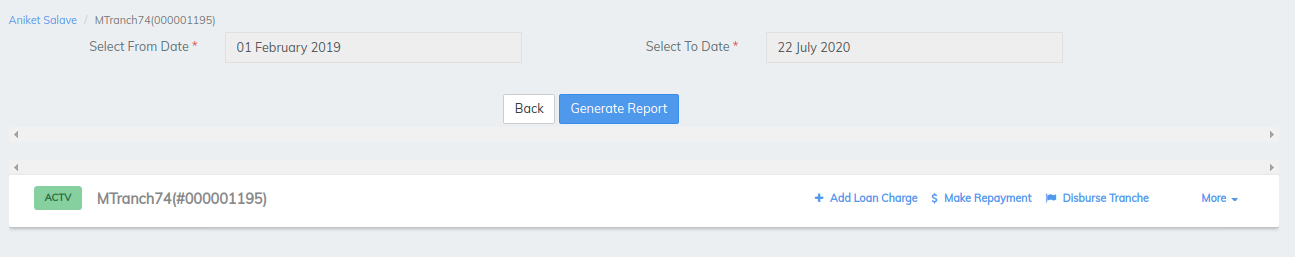 Aniket Salave / MTranch74(000001195)
Select From Date * 01 February 2019 Select To Date * 22 July 2020
Back Generate Report
ACTV MTranch74(#000001195) Add Loan Charge $ Make Repayment Disburse Tranche More